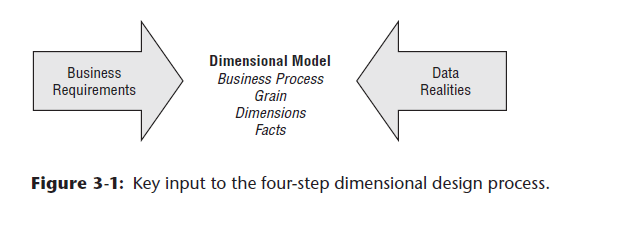 Business
Requirements
Dimensional Model
Business Process
Grain
Dimensions
Facts
Data
Realities
Figure 3-1: Key input to the four-step dimensional design process.